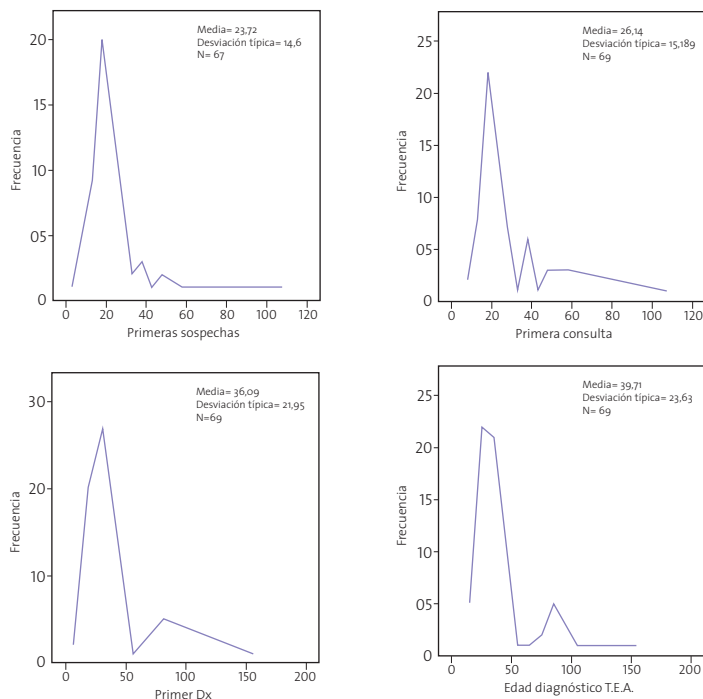 Media= 23,72
Desviación típica= 14,6
N= 67
Frecuencia
20
15
10
05
0
0 20 40 60 80 100 120
Primeras sospechas
Media= 26,14
Desviación típica= 15,189
N= 69
Frecuencia
25
20
10
05
0
0 20 40 60 80 100 120
Primera consulta
Media= 36,09
Desviación típica= 21,95
N=69
Frecuencia
30
20
10
0
0 50 100 150 200
Primer Dx
Media= 39,71
Desviación típica= 23,63
N= 69
Frecuencia
25
20
15
10
05
0
0 50 100 150 200
Edad diagnóstico T.E.A.